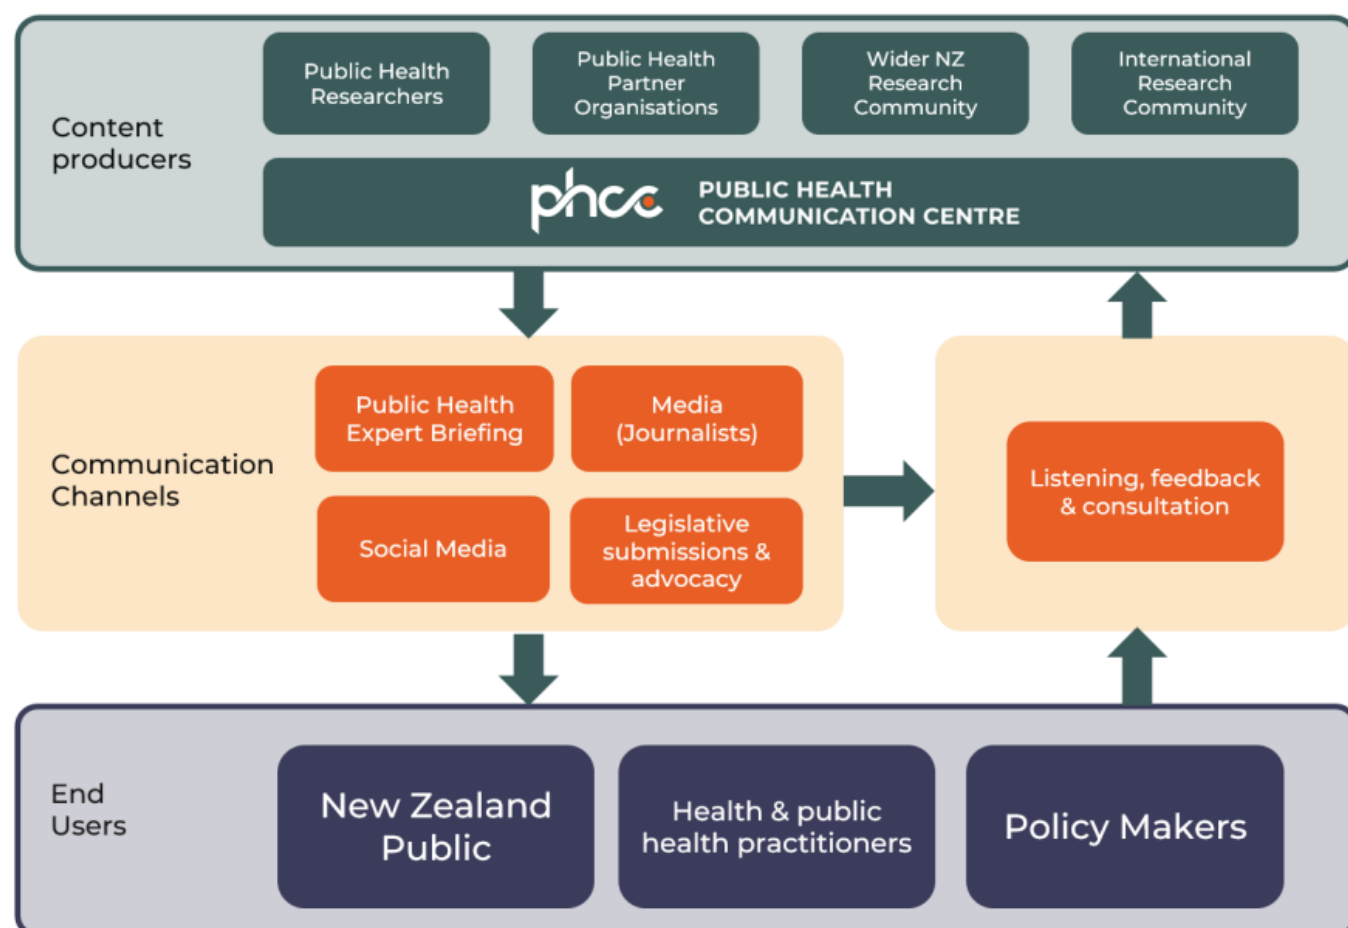 Content
producers
Public Health
Researchers
Public Health
Partner
Organisations
Wider NZ
Research
Community
International
Research
Community
phcc
PUBLIC HEALTH
COMMUNICATION CENTRE
Communication
Channels
Public Health
Expert Briefing
Media
(Journalists)
Social Media
Legislative
submissions &
advocacy
Listening, feedback
& consultation
End
Users
New Zealand
Public
Health & public
health practitioners
Policy Makers